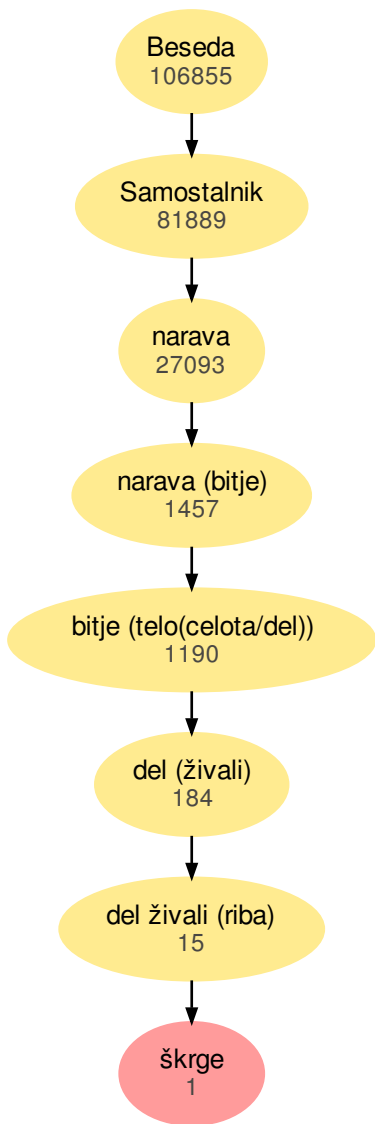 Beseda
106855
Samostalnik
81889
narava
27093
narava (bitje)
1457
bitje (telo(celota/del))
1190
del (živali)
184
del živali (riba)
15
škrge
1